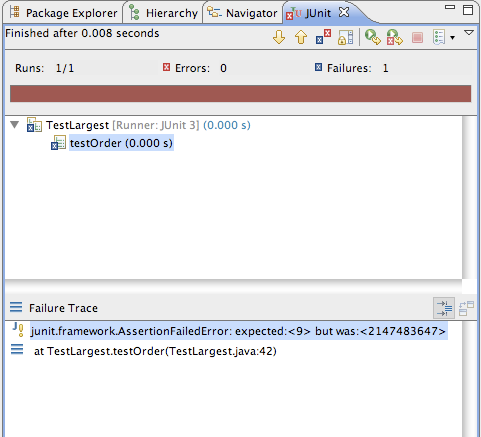 Package Explorer Hierarchy Navigator JUnit
Finished after 0.008 seconds
Runs: 1/1 Errors: 0 Failures: 1
TestLargest [Runner: JUnit 3] (0.000 s)
testOrder (0.000 s)
Failure Trace
junit.framework.AssertionFailedError: expected:<9> but was:<2147483647>
at TestLargest.testOrder(TestLargest.java:42)